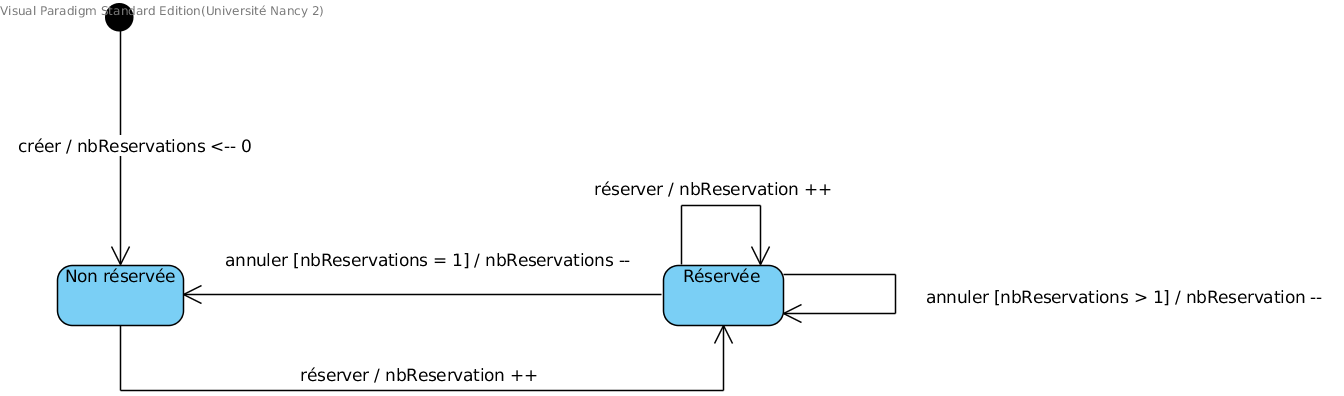 Visual Paradigm Standard Edition(Université Nancy 2)
créer / nbReservations <-- 0
réserver / nbReservation ++
annuler [nbReservations = 1] / nbReservations --
Non réservée
Réservée
annuler [nbReservations > 1] / nbReservation --
réserver / nbReservation ++